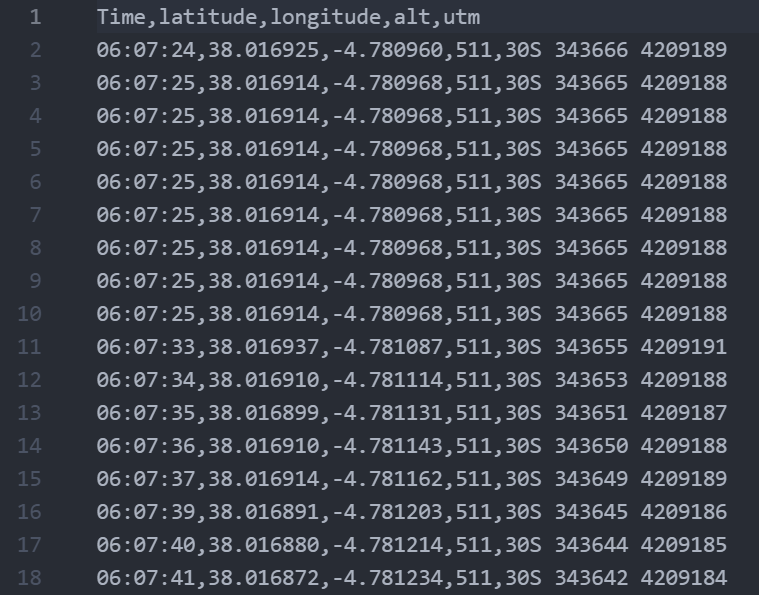 1 Time,latitude,longitude,alt,utm
2 06:07:24,38.016925,-4.780960,511,30S 343666 4209189
3 06:07:25,38.016914,-4.780968,511,30S 343665 4209188
4 06:07:25,38.016914,-4.780968,511,30S 343665 4209188
5 06:07:25,38.016914,-4.780968,511,30S 343665 4209188
6 06:07:25,38.016914,-4.780968,511,30S 343665 4209188
7 06:07:25,38.016914,-4.780968,511,30S 343665 4209188
8 06:07:25,38.016914,-4.780968,511,30S 343665 4209188
9 06:07:25,38.016914,-4.780968,511,30S 343665 4209188
10 06:07:25,38.016914,-4.780968,511,30S 343665 4209188
11 06:07:33,38.016937,-4.781087,511,30S 343655 4209191
12 06:07:34,38.016910,-4.781114,511,30S 343653 4209188
13 06:07:35,38.016899,-4.781131,511,30S 343651 4209187
14 06:07:36,38.016910,-4.781143,511,30S 343650 4209188
15 06:07:37,38.016914,-4.781162,511,30S 343649 4209189
16 06:07:39,38.016891,-4.781203,511,30S 343645 4209186
17 06:07:40,38.016880,-4.781214,511,30S 343644 4209185
18 06:07:41,38.016872,-4.781234,511,30S 343642 4209184